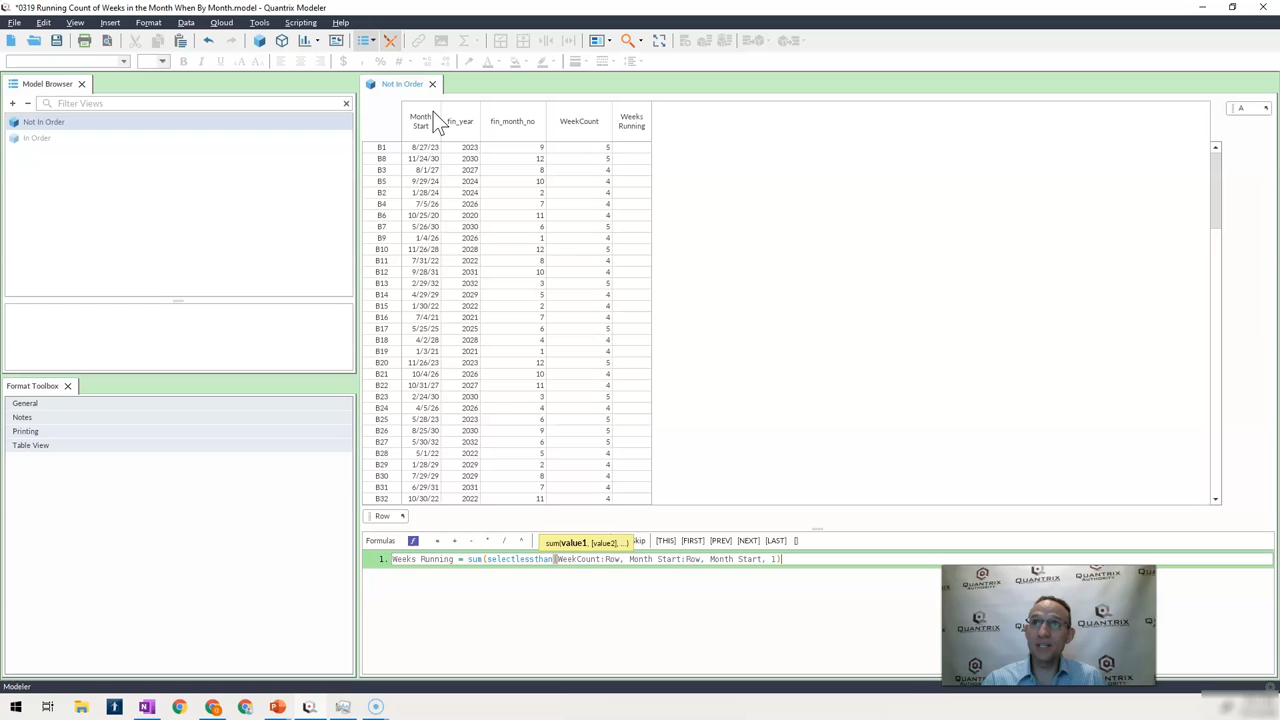 *0319 Running Count of Weeks in the Month When By Month.model - Quantrix Modeler
File Edit View Insert Format Data Qloud Tools Scripting Help
Model Browser
Filter Views
Not In Order
In Order
Format Toolbox
General
Notes
Printing
Table View
Not In Order
Month Start fin_year fin_month_no WeekCount Weeks Running
A
B1 8/27/23 2023 9 5
B8 11/24/30 2030 12 5
B3 8/1/27 2027 8 4
B5 9/29/24 2024 10 4
B2 1/28/24 2024 2 4
B4 7/5/26 2026 7 4
B6 10/25/20 2020 11 4
B7 5/26/30 2030 6 5
B9 1/4/26 2026 1 4
B10 11/26/28 2028 12 5
B11 7/31/22 2022 8 4
B12 9/28/31 2031 10 4
B13 2/29/32 2032 3 5
B14 4/29/29 2029 5 4
B15 1/30/22 2022 2 4
B16 7/4/21 2021 7 4
B17 5/25/25 2025 6 5
B18 4/2/28 2028 4 4
B19 1/3/21 2021 1 4
B20 11/26/23 2023 12 5
B21 10/4/26 2026 10 4
B22 10/31/27 2027 11 4
B23 2/24/30 2030 3 5
B24 4/5/26 2026 4 4
B25 5/28/23 2023 6 5
B26 8/25/30 2030 9 5
B27 5/30/32 2032 6 5
B28 5/1/22 2022 5 4
B29 1/28/29 2029 2 4
B30 7/29/29 2029 8 4
B31 6/29/31 2031 7 4
B32 10/30/22 2022 11 4
Row
Formulas = + - * / ^ sum(value1, [value2], ...) kip [THIS] [FIRST] [PREV] [NEXT] [LAST] []
1. Weeks Running = sum(selectlessthan(WeekCount:Row, Month Start:Row, Month Start, 1)
QUANTRIX AUTHORITY
Modeler